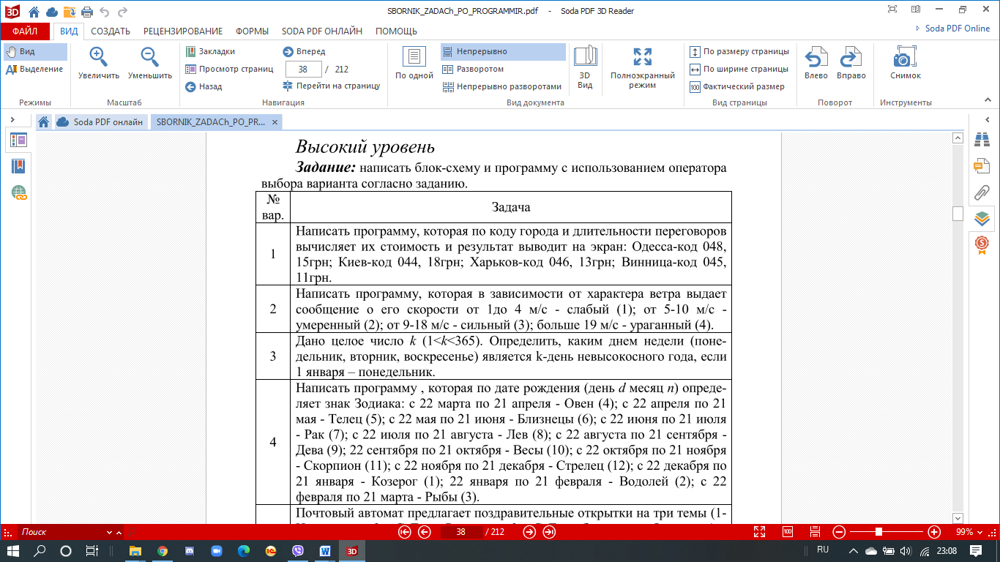 SBORNIK_ZADACh_PO_PROGRAMMIR.pdf - Soda PDF 3D Reader
ФАЙЛ ВИД СОЗДАТЬ РЕЦЕНЗИРОВАНИЕ ФОРМЫ SODA PDF ОНЛАЙН ПОМОЩЬ Soda PDF Online
Вид
Выделение
Режимы
Увеличить Уменьшить
Масштаб
Закладки
Просмотр страниц
Назад
Вперед
38 / 212
Перейти на страницу
Навигация
По одной
Непрерывно
Разворотом
Непрерывно разворотами
3D Вид
Вид документа
Полноэкранный режим
По размеру страницы
По ширине страницы
100 Фактический размер
Вид страницы
Влево Вправо
Поворот
Снимок
Инструменты
Soda PDF онлайн SBORNIK_ZADACh_PO_PR...
Высокий уровень
Задание: написать блок-схему и программу с использованием оператора
выбора варианта согласно заданию.
№ вар. Задача
1
Написать программу, которая по коду города и длительности переговоров
вычисляет их стоимость и результат выводит на экран: Одесса-код 048,
15грн; Киев-код 044, 18грн; Харьков-код 046, 13грн; Винница-код 045,
11грн.
2
Написать программу, которая в зависимости от характера ветра выдает
сообщение о его скорости от 1до 4 м/с - слабый (1); от 5-10 м/с -
умеренный (2); от 9-18 м/с - сильный (3); больше 19 м/с - ураганный (4).
3
Дано целое число k (1<k<365). Определить, каким днем недели (поне-
дельник, вторник, воскресенье) является k-день невысокосного года, если
1 января – понедельник.
4
Написать программу , которая по дате рождения (день d месяц n) опреде-
ляет знак Зодиака: с 22 марта по 21 апреля - Овен (4); с 22 апреля по 21
мая - Телец (5); с 22 мая по 21 июня - Близнецы (6); с 22 июня по 21 июля
- Рак (7); с 22 июля по 21 августа - Лев (8); с 22 августа по 21 сентября -
Дева (9); 22 сентября по 21 октября - Весы (10); с 22 октября по 21 ноября
- Скорпион (11); с 22 ноября по 21 декабря - Стрелец (12); с 22 декабря по
21 января - Козерог (1); 22 января по 21 февраля - Водолей (2); с 22
февраля по 21 марта - Рыбы (3).
Почтовый автомат предлагает поздравительные открытки на три темы (1-
Поиск 38 / 212 100 99%
RU 23:08